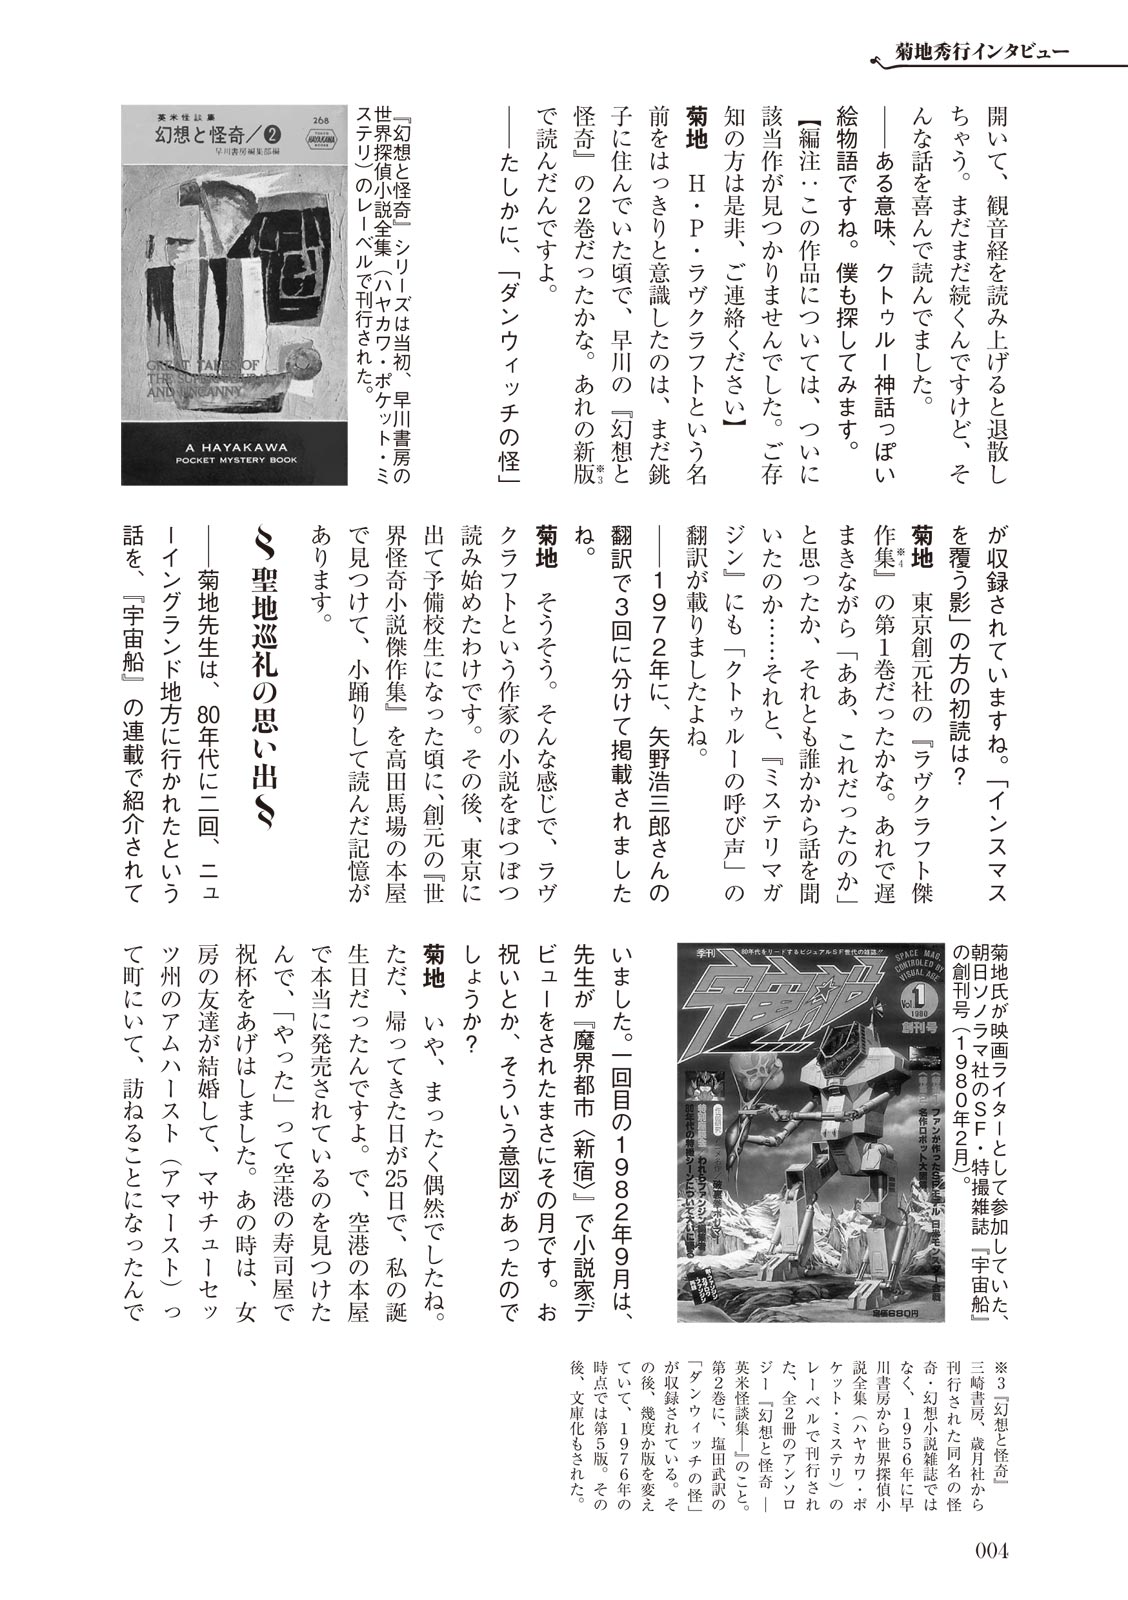 菊地秀行インタビュー
開いて、観音経を読み上げると退散し
ちゃう。まだまだ続くんですけど、そ
んな話を喜んで読んでました。
――ある意味、クトゥルー神話っぽい
絵物語ですね。僕も探してみます。
【編注：この作品については、ついに
該当作が見つかりませんでした。ご存
知の方は是非、ご連絡ください】
菊地　H・P・ラヴクラフトという名
前をはっきりと意識したのは、まだ銚
子に住んでいた頃で、早川の『幻想と
怪奇』の2巻だったかな。あれの新版※3
で読んだんですよ。
――たしかに、「ダンウィッチの怪」
『幻想と怪奇』シリーズは当初、早川書房の
世界探偵小説全集（ハヤカワ・ポケット・ミ
ステリ）のレーベルで刊行された。
英米怪談集
幻想と怪奇／2
早川書房編集部編
268
HAYAKAWA
GREAT TALES OF
THE SUPERNATURAL
AND UNCANNY
A HAYAKAWA
POCKET MYSTERY BOOK
が収録されていますね。「インスマス
を覆う影」の方の初読は？
菊地　東京創元社の『ラヴクラフト傑
作集』※4の第1巻だったかな。あれで遅
まきながら「ああ、これだったのか」
と思ったか、それとも誰かから話を聞
いたのか……それと、『ミステリマガ
ジン』にも「クトゥルーの呼び声」の
翻訳が載りましたよね。
――1972年に、矢野浩三郎さんの
翻訳で3回に分けて掲載されました
ね。
菊地　そうそう。そんな感じで、ラヴ
クラフトという作家の小説をぽつぽつ
読み始めたわけです。その後、東京に
出て予備校生になった頃に、創元の『世
界怪奇小説傑作集』を高田馬場の本屋
で見つけて、小踊りして読んだ記憶が
あります。
§聖地巡礼の思い出§
――菊地先生は、80年代に二回、ニュ
ーイングランド地方に行かれたという
話を、『宇宙船』の連載で紹介されて
菊地氏が映画ライターとして参加していた、
朝日ソノラマ社のSF・特撮雑誌『宇宙船』
の創刊号（1980年2月）。
季刊
80年代をリードするビジュアルSF世代の雑誌!!
宇宙船
SPACE MAG.
CONTROLED BY
VISUAL AGE
Vol.1
1980
創刊号
定価680円
いました。一回目の1982年9月は、
先生が『魔界都市〈新宿〉』で小説家デ
ビューをされたまさにその月です。お
祝いとか、そういう意図があったので
しょうか？
菊地　いや、まったく偶然でしたね。
ただ、帰ってきた日が25日で、私の誕
生日だったんですよ。で、空港の本屋
で本当に発売されているのを見つけた
んで、「やった」って空港の寿司屋で
祝杯をあげはしました。あの時は、女
房の友達が結婚して、マサチューセッ
ツ州のアムハースト（アマースト）っ
て町にいて、訪ねることになったんで
※3『幻想と怪奇』
三崎書房、歳月社から
刊行された同名の怪
奇・幻想小説雑誌では
なく、1956年に早
川書房から世界探偵小
説全集（ハヤカワ・ポ
ケット・ミステリ）の
レーベルで刊行され
た、全2冊のアンソロ
ジー『幻想と怪奇 ―
英米怪談集―』のこと。
第2巻に、塩田武訳の
「ダンウィッチの怪」
が収録されている。そ
の後、幾度か版を変え
ていて、1976年の
時点では第5版。その
後、文庫化もされた。
004